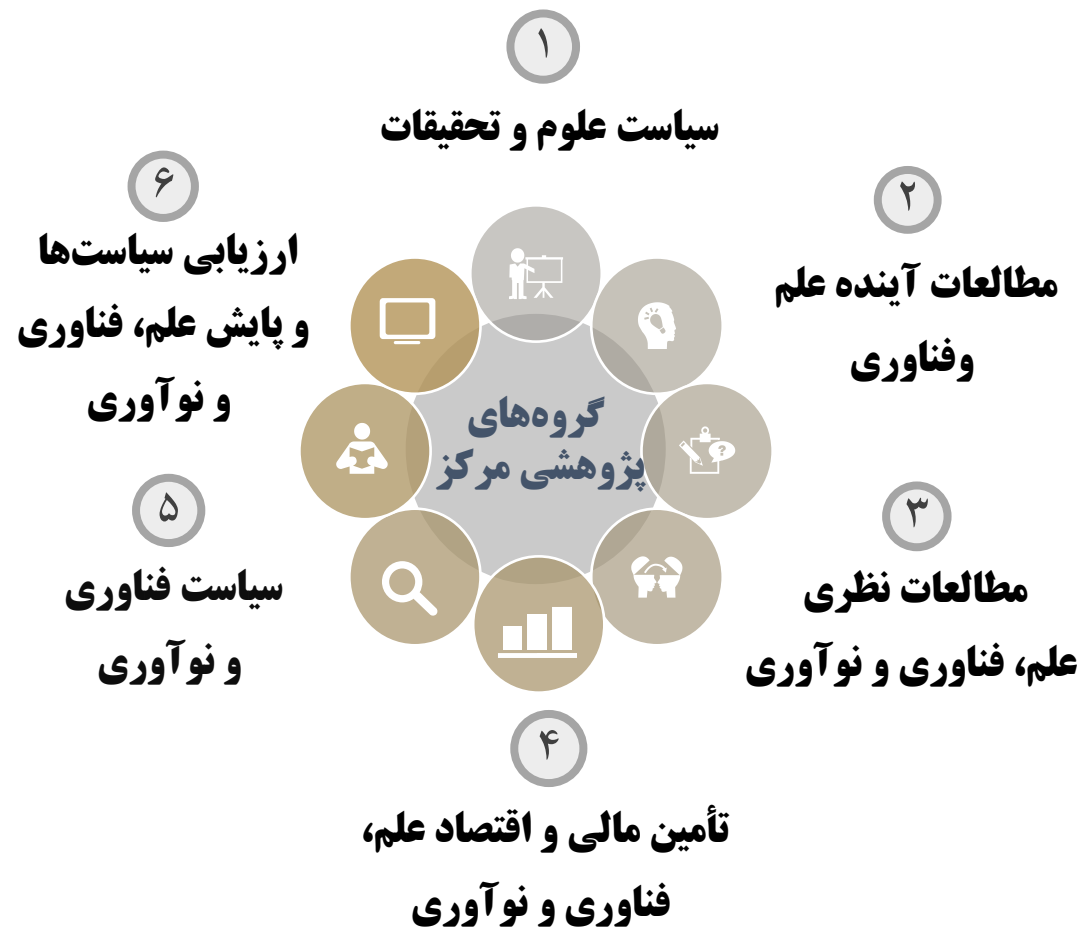 گروه‌های
پژوهشی مرکز
۱
سیاست علوم و تحقیقات
۲
مطالعات آینده علم
وفناوری
۳
مطالعات نظری
علم، فناوری و نوآوری
۴
تأمین مالی و اقتصاد علم،
فناوری و نوآوری
۵
سیاست فناوری
و نوآوری
۶
ارزیابی سیاست‌ها
و پایش علم، فناوری
و نوآوری
?